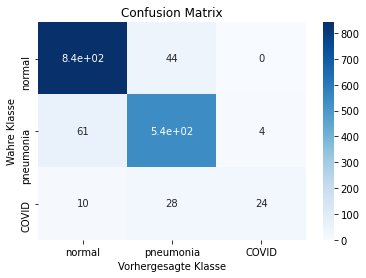 Confusion Matrix
Wahre Klasse
normal 8.4e+02 44 0
pneumonia 61 5.4e+02 4
COVID 10 28 24
normal pneumonia COVID
Vorhergesagte Klasse
800
700
600
500
400
300
200
100
0